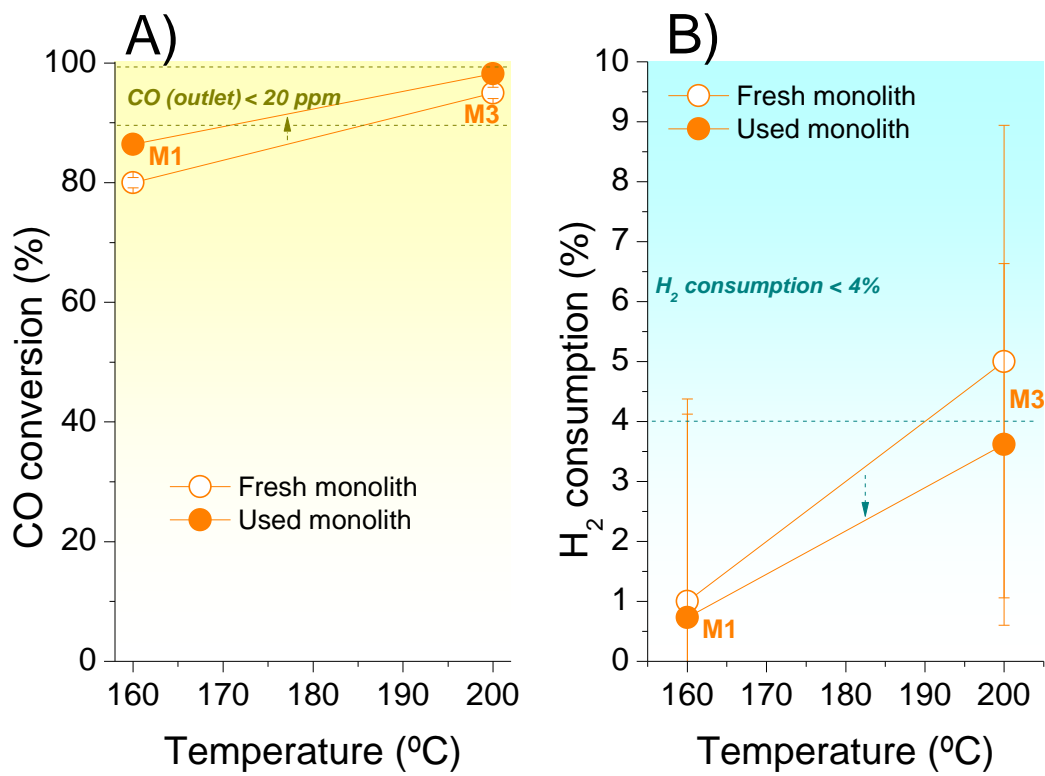 A)
CO conversion (%)
100
80
60
40
20
0
CO (outlet) < 20 ppm
M1
M3
Fresh monolith
Used monolith
160 170 180 190 200
Temperature (ºC)
B)
H2 consumption (%)
10
9
8
7
6
5
4
3
2
1
0
Fresh monolith
Used monolith
H2 consumption < 4%
M3
M1
160 170 180 190 200
Temperature (ºC)